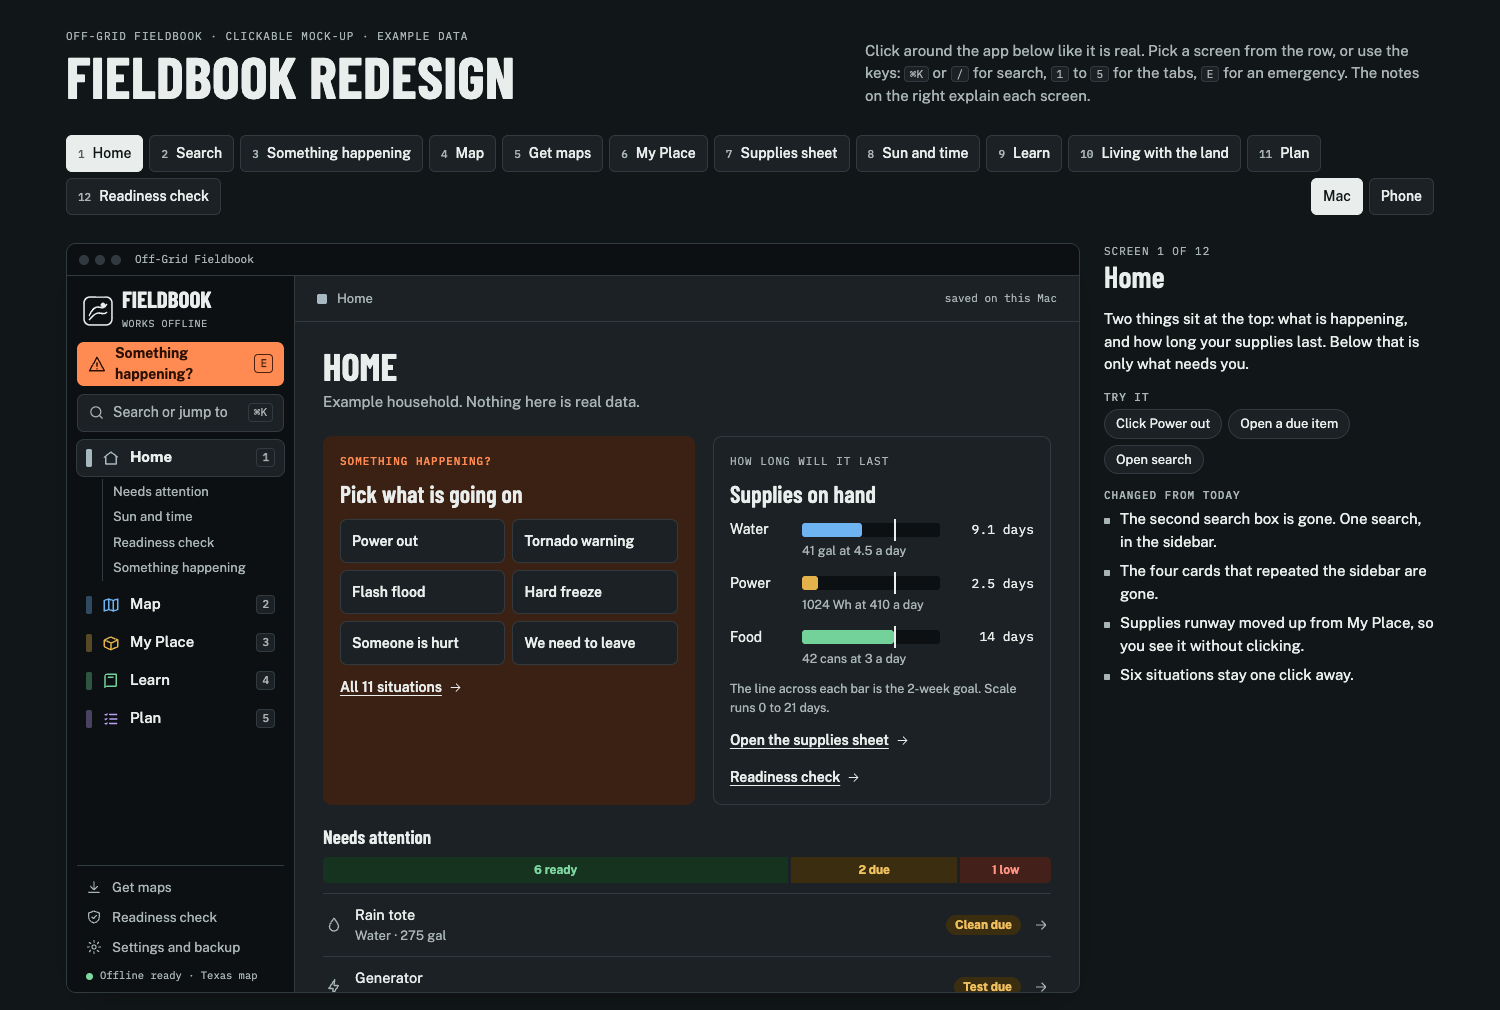 OFF-GRID FIELDBOOK · CLICKABLE MOCK-UP · EXAMPLE DATA
FIELDBOOK REDESIGN
Click around the app below like it is real. Pick a screen from the row, or use the
keys: ⌘K or / for search, 1 to 5 for the tabs, E for an emergency. The notes
on the right explain each screen.
1 Home
2 Search
3 Something happening
4 Map
5 Get maps
6 My Place
7 Supplies sheet
8 Sun and time
9 Learn
10 Living with the land
11 Plan
12 Readiness check
Mac
Phone
Off-Grid Fieldbook
FIELDBOOK
WORKS OFFLINE
Something
happening?
E
Search or jump to ⌘K
Home 1
Needs attention
Sun and time
Readiness check
Something happening
Map 2
My Place 3
Learn 4
Plan 5
Get maps
Readiness check
Settings and backup
Offline ready · Texas map
Home
saved on this Mac
HOME
Example household. Nothing here is real data.
SOMETHING HAPPENING?
Pick what is going on
Power out
Tornado warning
Flash flood
Hard freeze
Someone is hurt
We need to leave
All 11 situations →
HOW LONG WILL IT LAST
Supplies on hand
Water 9.1 days
41 gal at 4.5 a day
Power 2.5 days
1024 Wh at 410 a day
Food 14 days
42 cans at 3 a day
The line across each bar is the 2-week goal. Scale
runs 0 to 21 days.
Open the supplies sheet →
Readiness check →
Needs attention
6 ready
2 due
1 low
Rain tote
Water · 275 gal
Clean due →
Generator
Test due →
SCREEN 1 OF 12
Home
Two things sit at the top: what is happening,
and how long your supplies last. Below that is
only what needs you.
TRY IT
Click Power out
Open a due item
Open search
CHANGED FROM TODAY
The second search box is gone. One search,
in the sidebar.
The four cards that repeated the sidebar are
gone.
Supplies runway moved up from My Place, so
you see it without clicking.
Six situations stay one click away.